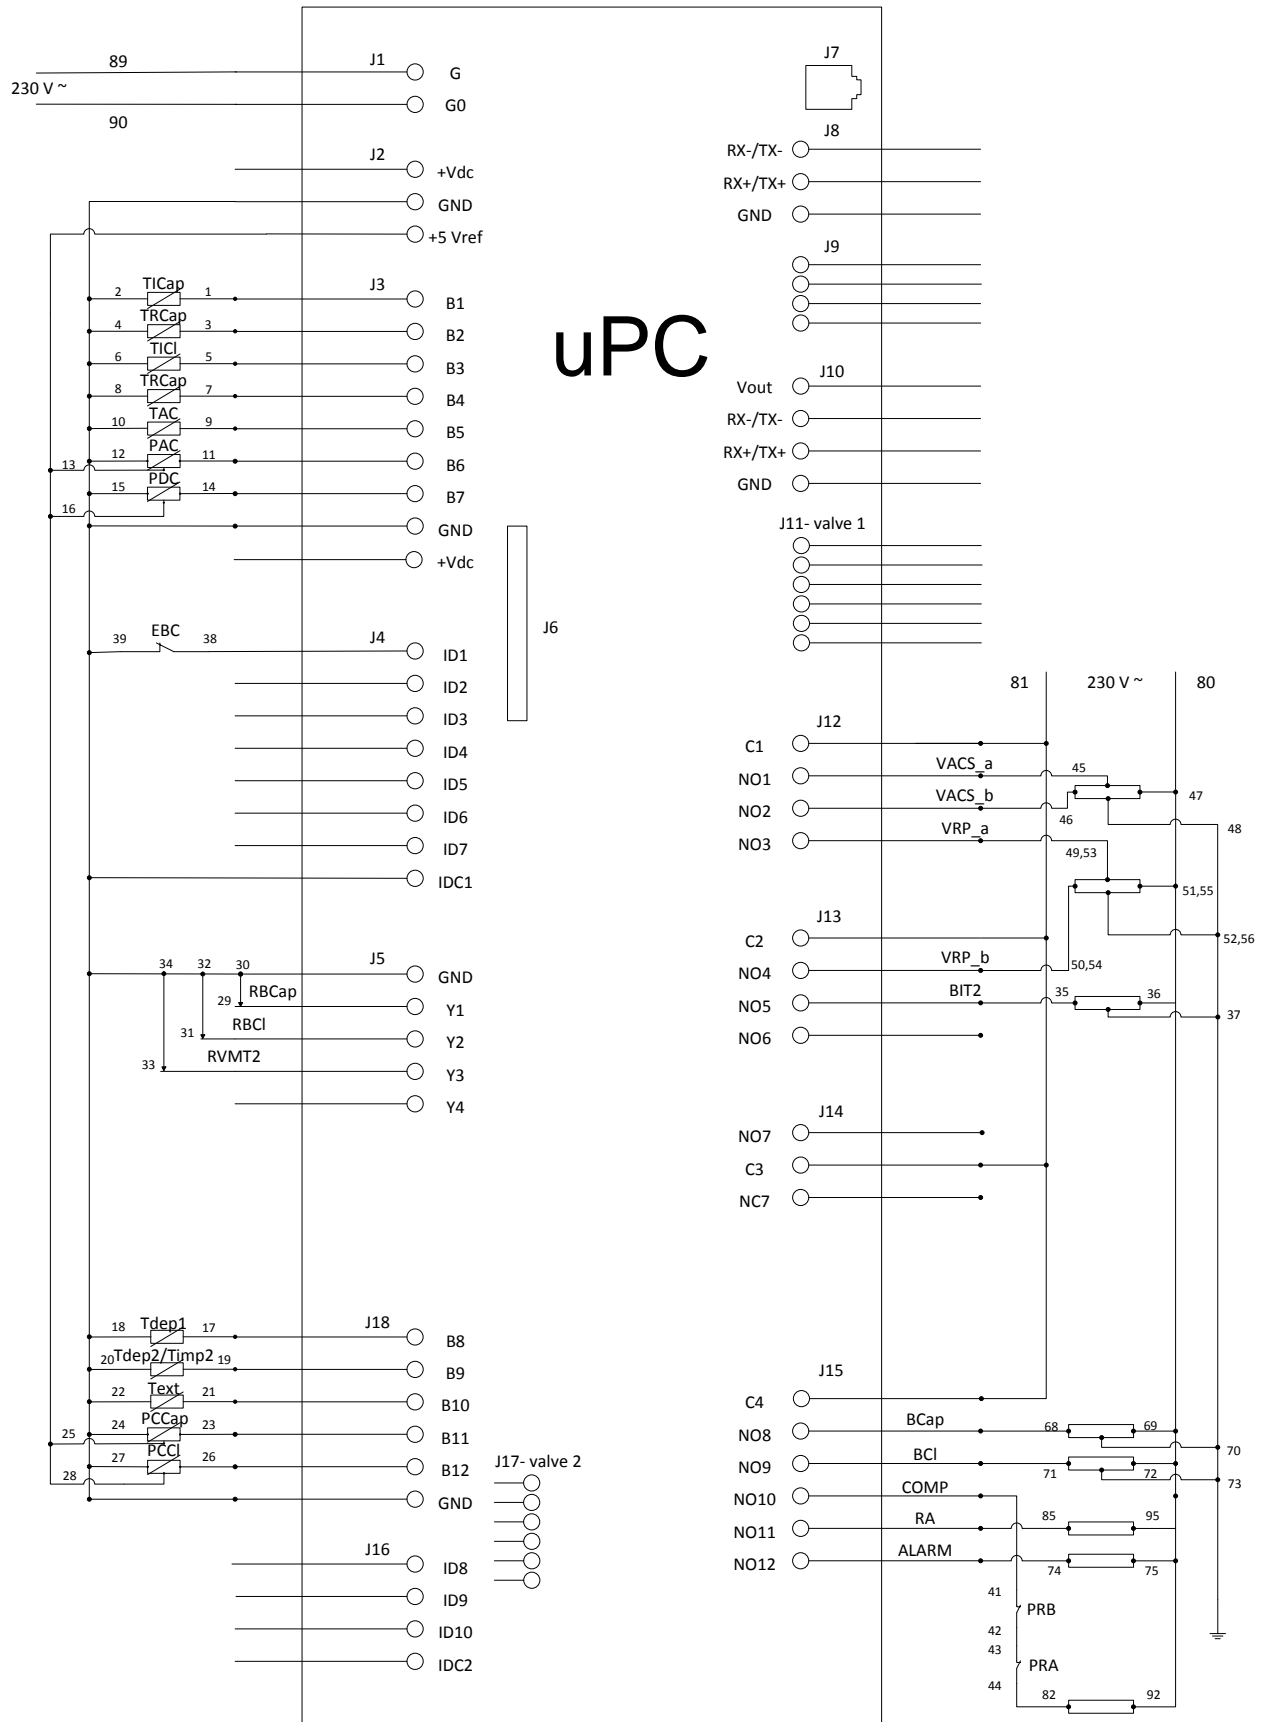 89
J1
G
230 V ~
G0
90
J2
+Vdc
GND
+5 Vref
TICap
2
1
J3
B1
TRCap
4
3
B2
TICl
6
5
B3
TRCap
8
7
B4
TAC
10
9
B5
PAC
12
11
B6
13
PDC
15
14
B7
16
GND
+Vdc
J6
EBC
39
38
J4
ID1
ID2
ID3
ID4
ID5
ID6
ID7
IDC1
34
32
30
J5
GND
RBCap
29
Y1
RBCl
31
Y2
RVMT2
33
Y3
Y4
Tdep1
18
17
J18
B8
20
Tdep2/Timp2
19
B9
Text
22
21
B10
PCCap
24
23
B11
25
PCCl
27
26
B12
28
GND
J17- valve 2
J16
ID8
ID9
ID10
IDC2
uPC
J7
J8
RX-/TX-
RX+/TX+
GND
J9
J10
Vout
RX-/TX-
RX+/TX+
GND
J11- valve 1
81
230 V ~
80
J12
C1
VACS_a
45
NO1
VACS_b
47
NO2
46
48
VRP_a
NO3
49,53
51,55
J13
C2
52,56
VRP_b
50,54
NO4
BIT2
35
36
NO5
37
NO6
J14
NO7
C3
NC7
J15
C4
BCap
68
69
NO8
70
BCl
NO9
71
72
73
COMP
NO10
RA
85
95
NO11
ALARM
NO12
74
75
41
PRB
42
43
PRA
44
82
92